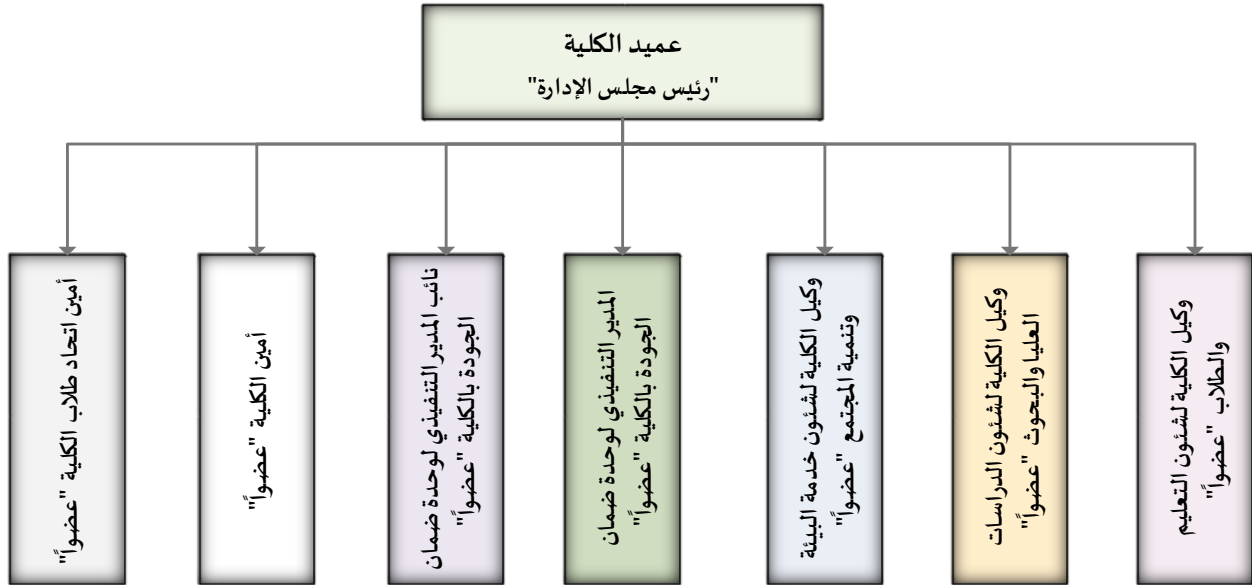 عميد الكلية
"رئيس مجلس الإدارة"
وكيل الكلية لشئون التعليم
والطلاب "عضواً"
وكيل الكلية لشئون الدراسات
العليا والبحوث "عضواً"
وكيل الكلية لشئون خدمة البيئة
وتنمية المجتمع "عضواً"
المدير التنفيذي لوحدة ضمان
الجودة بالكلية "عضواً"
نائب المدير التنفيذي لوحدة ضمان
الجودة بالكلية "عضواً"
أمين الكلية "عضواً"
أمين اتحاد طلاب الكلية "عضواً"